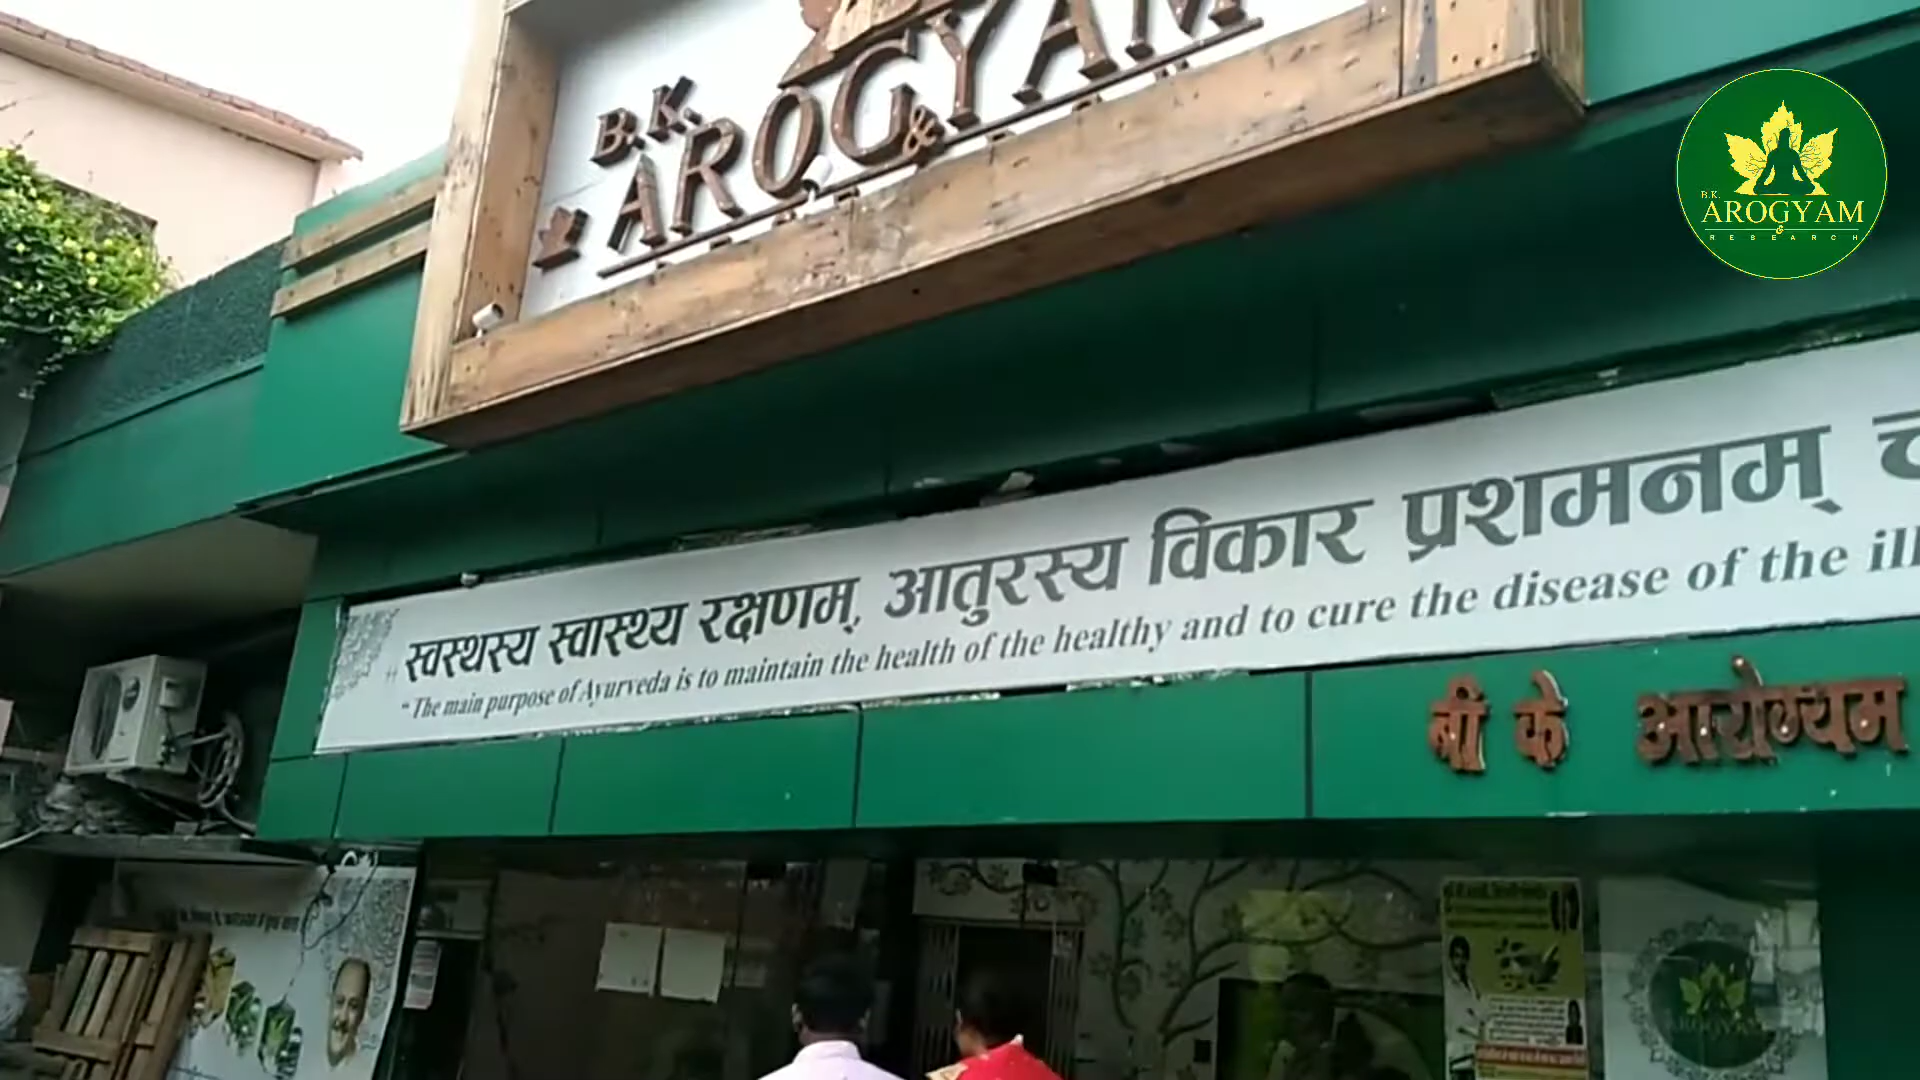 B.K.
AROGYAM
&
B.K.
AROGYAM
&
RESEARCH
स्वस्थस्य स्वास्थ्य रक्षणम्, आतुरस्य विकार प्रशमनम् च
"The main purpose of Ayurveda is to maintain the health of the healthy and to cure the disease of the ill
बी के आरोग्यम
AROGYAM